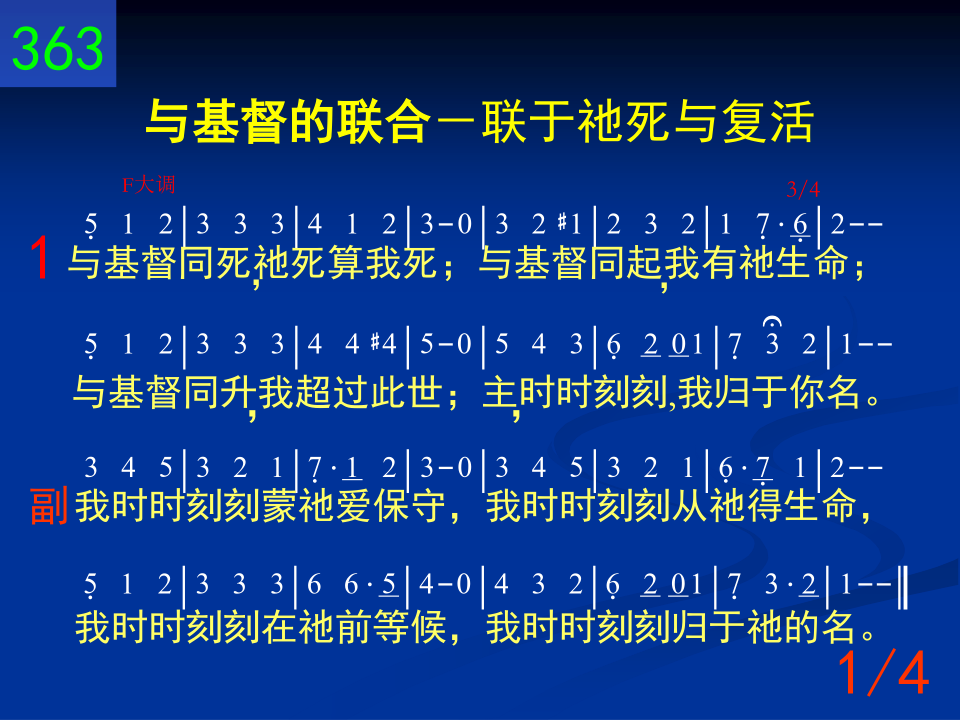 363
与基督的联合－联于祂死与复活
F大调 3/4
5̣ 1 2|3 3 3|4 1 2|3-0|3 2 #1|2 3 2|1 7̣·6̣|2--
1 与基督同死,祂死算我死；与基督同起,我有祂生命；
5̣ 1 2|3 3 3|4 4 #4|5-0|5 4 3|6̣ 2 01|7̣ 3 2|1--
与基督同升,我超过此世；主,时时刻刻,我归于你名。
3 4 5|3 2 1|7̣·1 2|3-0|3 4 5|3 2 1|6̣·7̣ 1|2--
副 我时时刻刻蒙祂爱保守，我时时刻刻从祂得生命，
5̣ 1 2|3 3 3|6 6·5|4-0|4 3 2|6̣ 2 01|7̣ 3·2|1--‖
我时时刻刻在祂前等候，我时时刻刻归于祂的名。
1/4